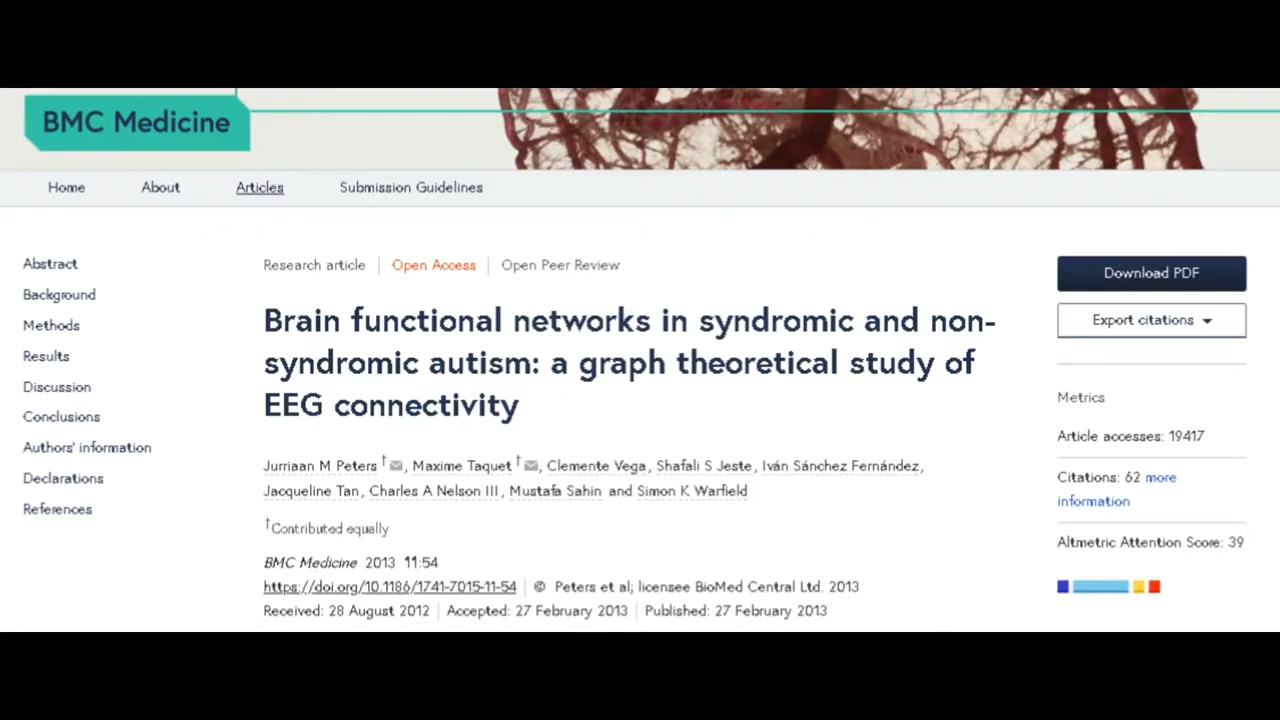 BMC Medicine
Home About Articles Submission Guidelines
Abstract
Background
Methods
Results
Discussion
Conclusions
Authors' information
Declarations
References
Research article | Open Access | Open Peer Review
Brain functional networks in syndromic and non-
syndromic autism: a graph theoretical study of
EEG connectivity
Jurriaan M Peters†, Maxime Taquet†, Clemente Vega, Shafali S Jeste, Iván Sánchez Fernández,
Jacqueline Tan, Charles A Nelson III, Mustafa Sahin and Simon K Warfield
†Contributed equally
BMC Medicine 2013 11:54
https://doi.org/10.1186/1741-7015-11-54 | © Peters et al; licensee BioMed Central Ltd. 2013
Received: 28 August 2012 | Accepted: 27 February 2013 | Published: 27 February 2013
Download PDF
Export citations
Metrics
Article accesses: 19417
Citations: 62 more
information
Altmetric Attention Score: 39